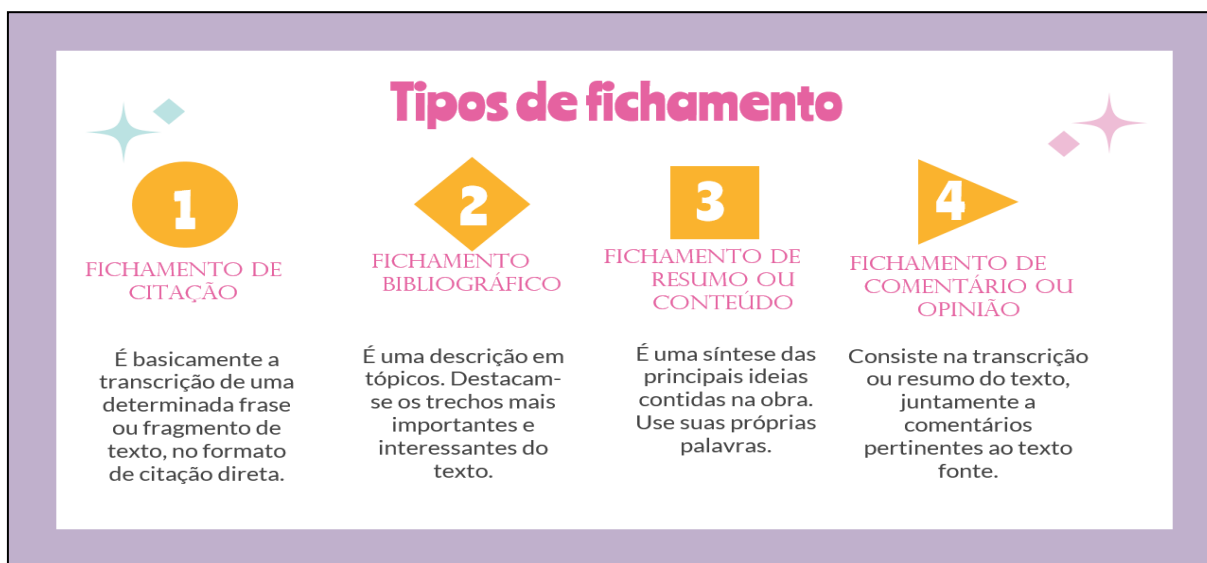 Tipos de fichamento
1
FICHAMENTO DE
CITAÇÃO
É basicamente a
transcrição de uma
determinada frase
ou fragmento de
texto, no formato
de citação direta.
2
FICHAMENTO
BIBLIOGRÁFICO
É uma descrição em
tópicos. Destacam-
se os trechos mais
importantes e
interessantes do
texto.
3
FICHAMENTO DE
RESUMO OU
CONTEÚDO
É uma síntese das
principais ideias
contidas na obra.
Use suas próprias
palavras.
4
FICHAMENTO DE
COMENTÁRIO OU
OPINIÃO
Consiste na transcrição
ou resumo do texto,
juntamente a
comentários
pertinentes ao texto
fonte.